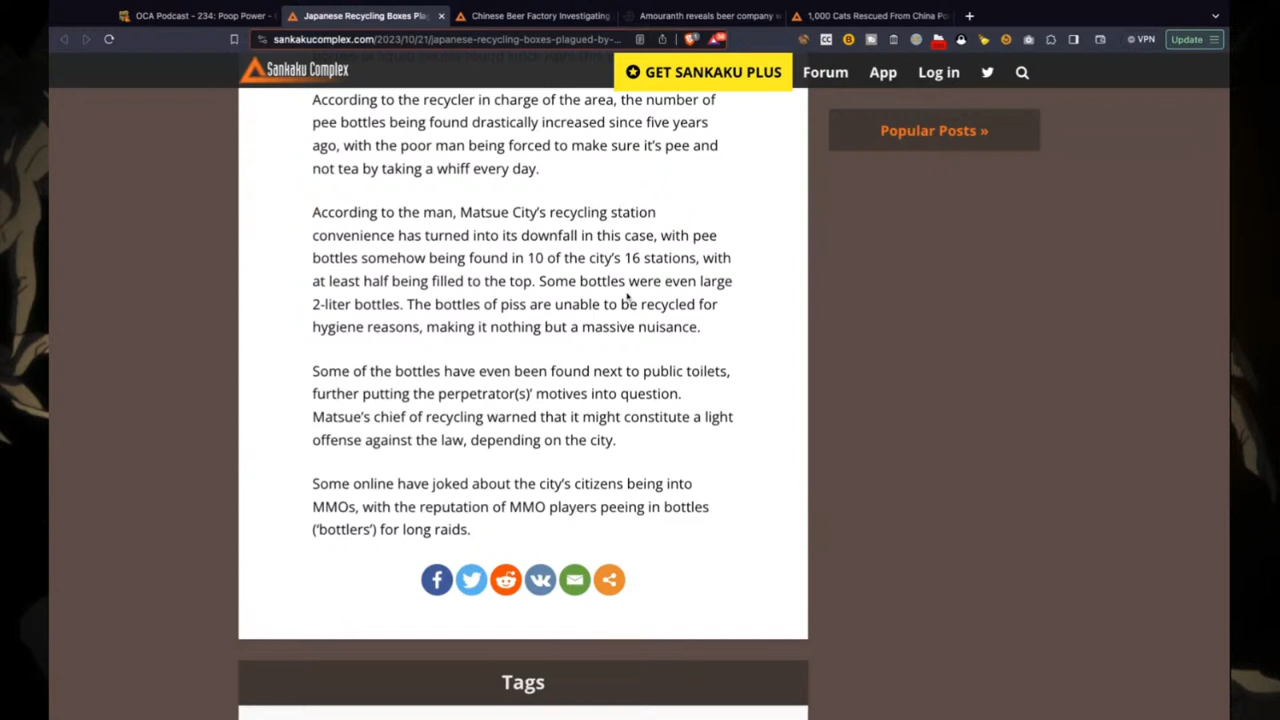 OCA Podcast - 234: Poop Power -
Japanese Recycling Boxes Plag
Chinese Beer Factory Investigating
Amouranth reveals beer company w
1,000 Cats Rescued From China Po
sankakucomplex.com/2023/10/21/japanese-recycling-boxes-plagued-by-...
VPN
Update
Sankaku Complex
GET SANKAKU PLUS
Forum
App
Log in
According to the recycler in charge of the area, the number of
pee bottles being found drastically increased since five years
ago, with the poor man being forced to make sure it's pee and
not tea by taking a whiff every day.
According to the man, Matsue City's recycling station
convenience has turned into its downfall in this case, with pee
bottles somehow being found in 10 of the city's 16 stations, with
at least half being filled to the top. Some bottles were even large
2-liter bottles. The bottles of piss are unable to be recycled for
hygiene reasons, making it nothing but a massive nuisance.
Some of the bottles have even been found next to public toilets,
further putting the perpetrator(s)' motives into question.
Matsue's chief of recycling warned that it might constitute a light
offense against the law, depending on the city.
Some online have joked about the city's citizens being into
MMOs, with the reputation of MMO players peeing in bottles
('bottlers') for long raids.
Popular Posts »
Tags